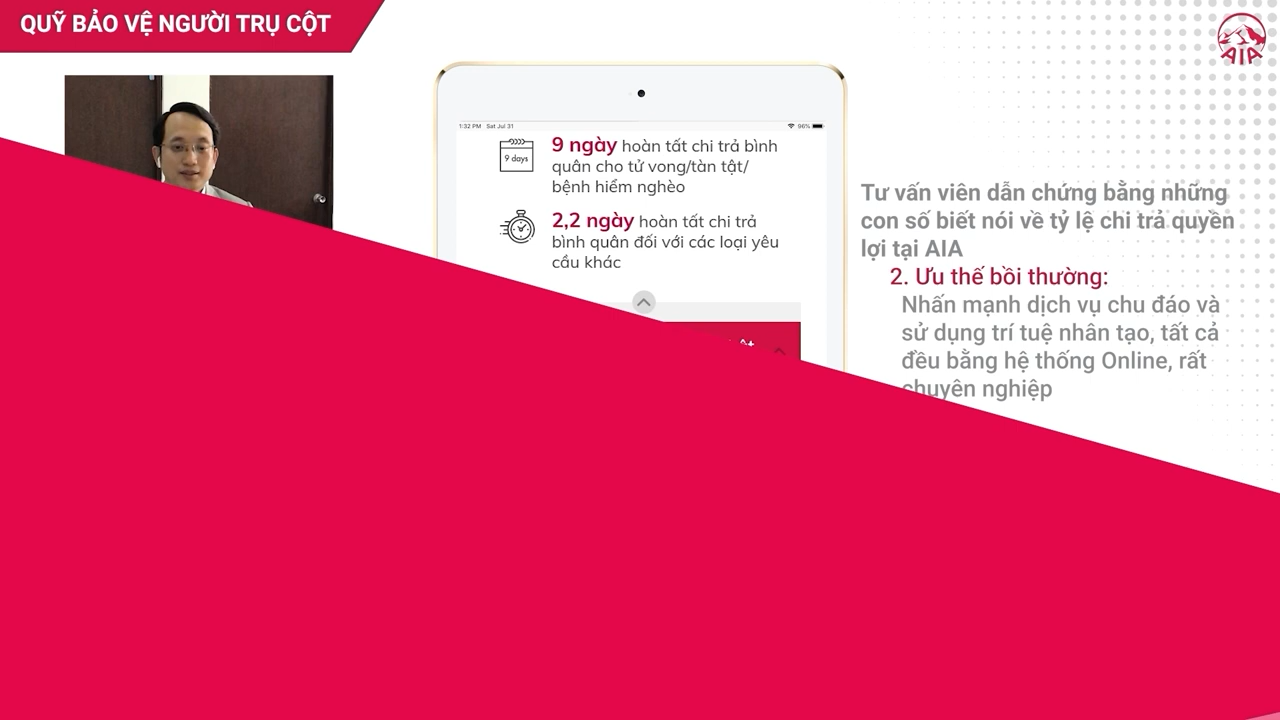 QUỸ BẢO VỆ NGƯỜI TRỤ CỘT
AIA
1:32 PM Sat Jul 31
96%
9 days
9 ngày hoàn tất chi trả bình
quân cho tử vong/tàn tật/
bệnh hiểm nghèo
2,2 ngày hoàn tất chi trả
bình quân đối với các loại yêu
cầu khác
Tư vấn viên dẫn chứng bằng những
con số biết nói về tỷ lệ chi trả quyền
lợi tại AIA
2. Ưu thế bồi thường:
Nhấn mạnh dịch vụ chu đáo và
sử dụng trí tuệ nhân tạo, tất cả
đều bằng hệ thống Online, rất
chuyên nghiệp